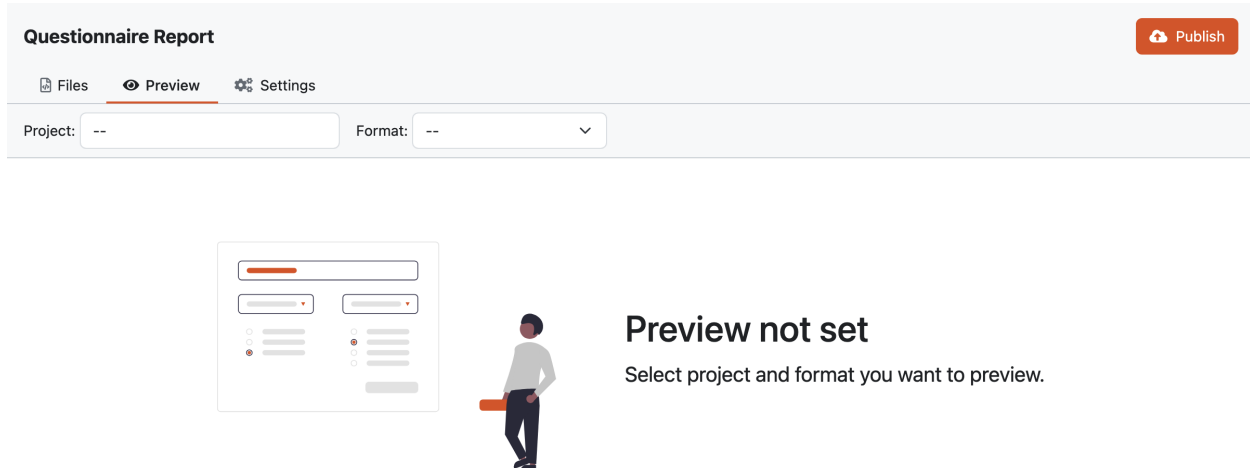 Questionnaire Report
Publish
Files Preview Settings
Project: -- Format: --
Preview not set
Select project and format you want to preview.